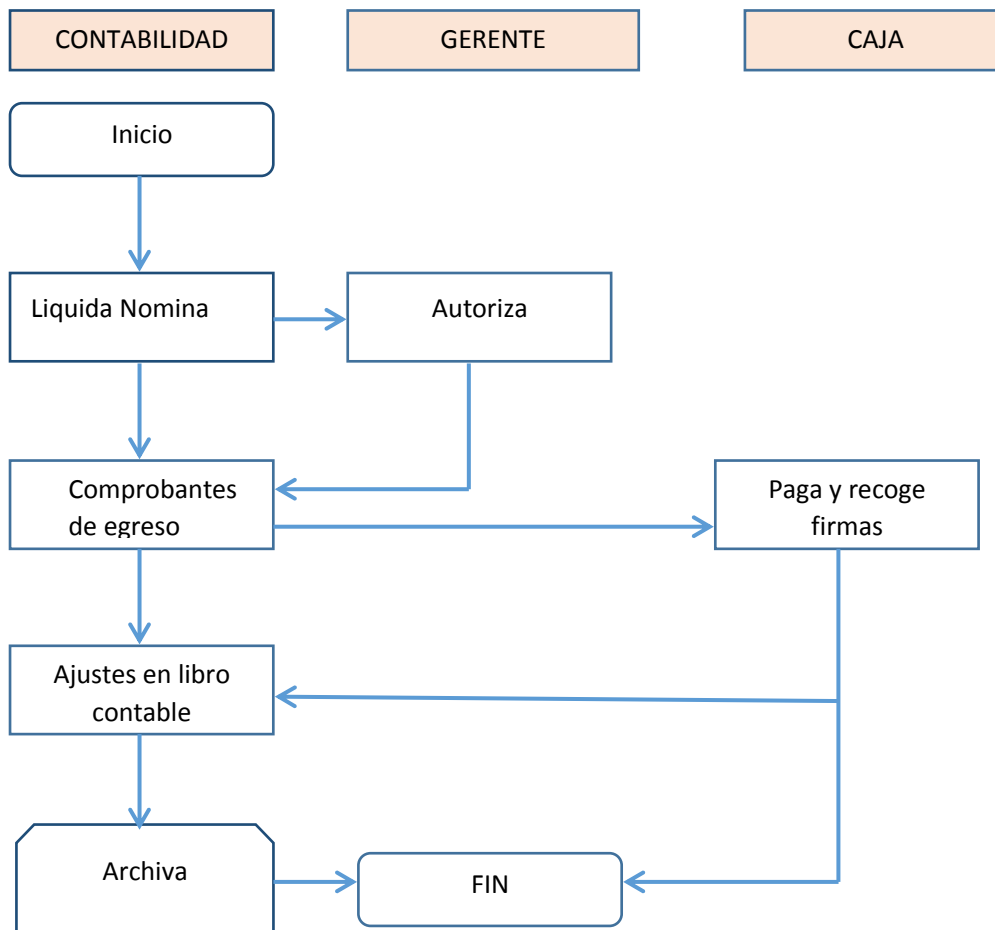 CONTABILIDAD
GERENTE
CAJA
Inicio
Liquida Nomina
Autoriza
Comprobantes
de egreso
Paga y recoge
firmas
Ajustes en libro
contable
Archiva
FIN